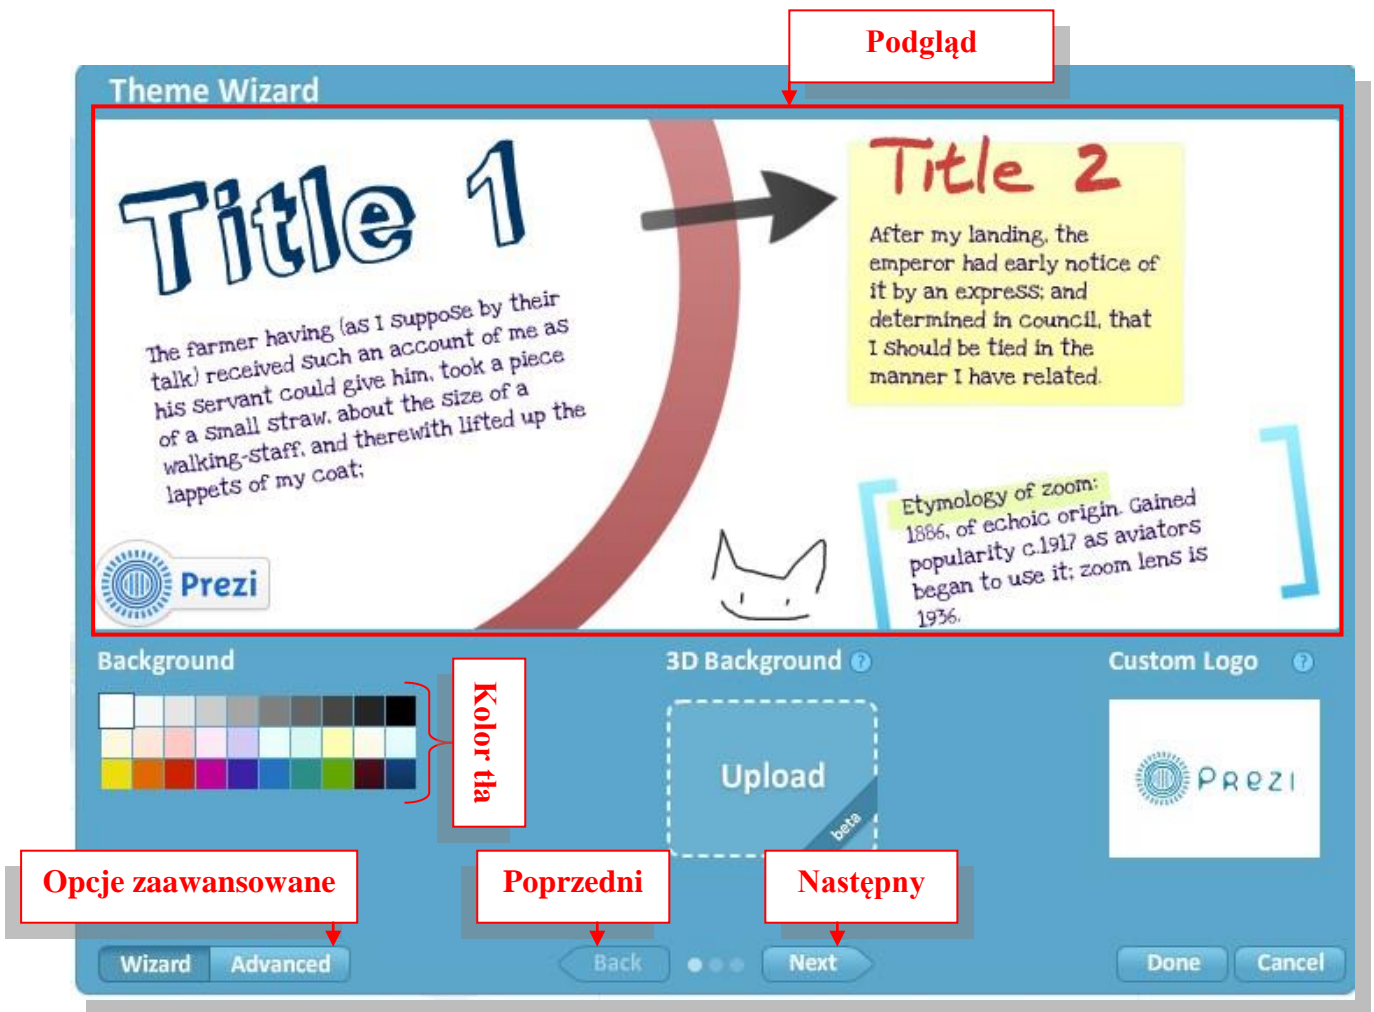 Podgląd
Theme Wizard
Title 1
The farmer having (as I suppose by their
talk) received such an account of me as
his servant could give him, took a piece
of a small straw, about the size of a
walking-staff, and therewith lifted up the
lappets of my coat;
Prezi
Title 2
After my landing, the
emperor had early notice of
it by an express; and
determined in council, that
I should be tied in the
manner I have related.
Etymology of zoom:
1886, of echoic origin. Gained
popularity c.1917 as aviators
began to use it; zoom lens is
1936.
Background
Kolor tła
3D Background ?
Upload
beta
Custom Logo ?
PREZI
Opcje zaawansowane
Poprzedni
Następny
Wizard Advanced
Back
Next
Done
Cancel